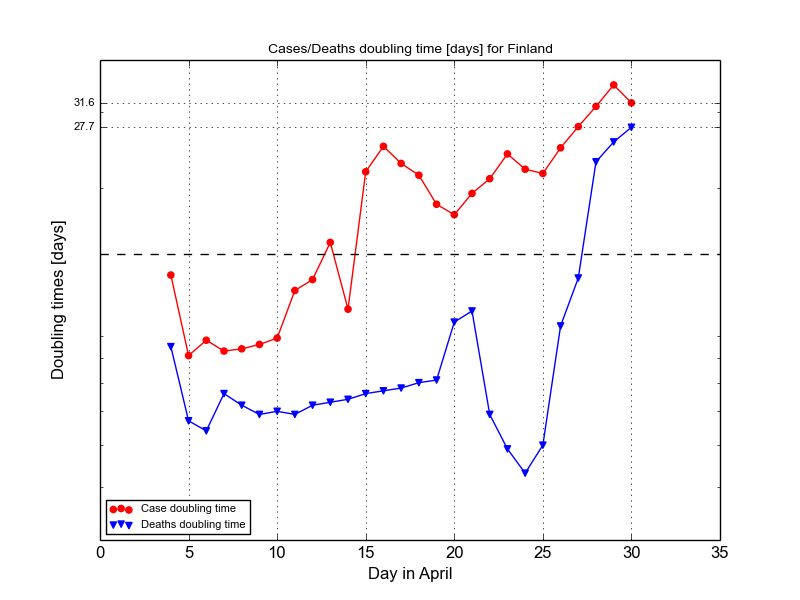 Cases/Deaths doubling time [days] for Finland
31.6
27.7
Doubling times [days]
Case doubling time
Deaths doubling time
0 5 10 15 20 25 30 35
Day in April